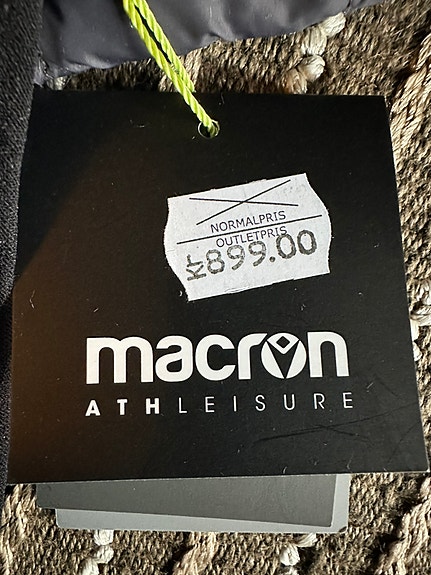 NORMALPRIS
OUTLETPRIS
Kr899.00
macron
ATHLEISURE